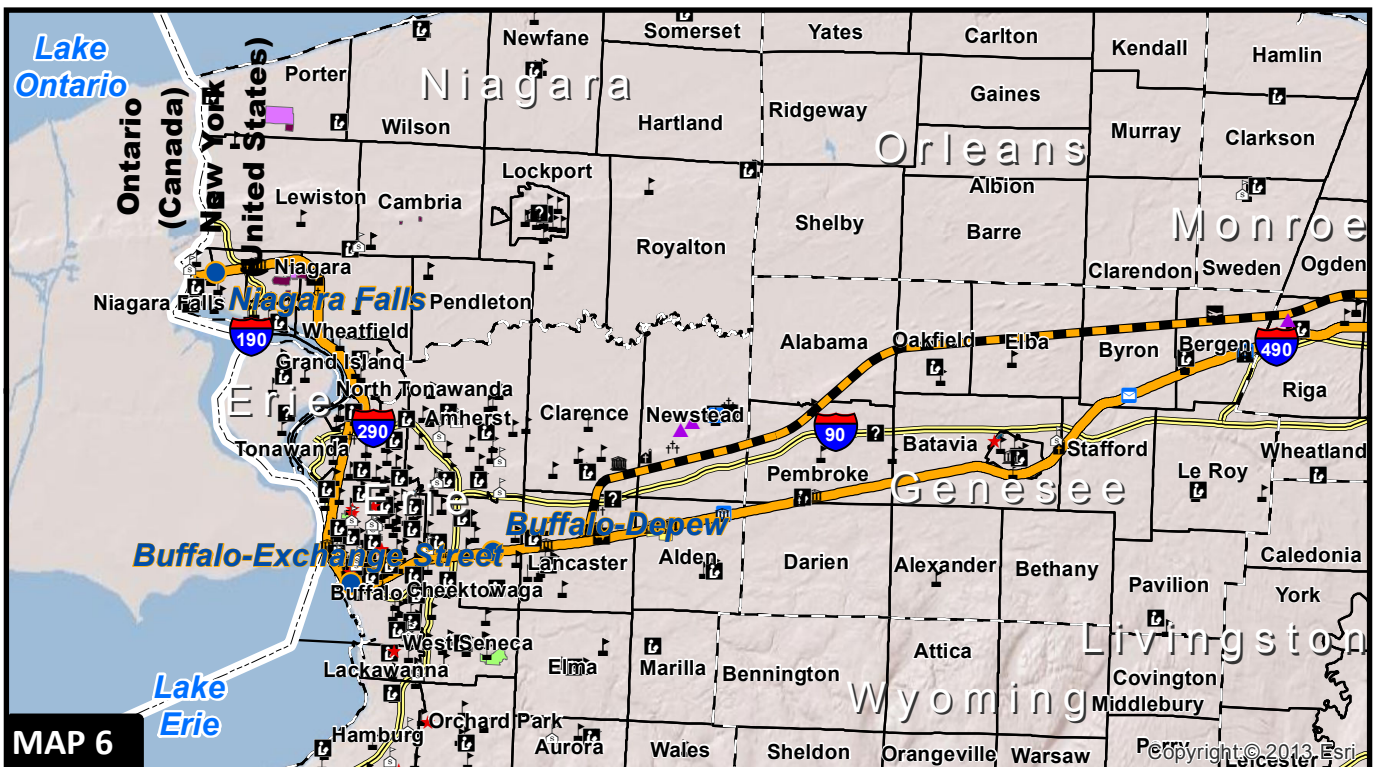 Lake
Ontario
Ontario
(Canada)
New York
United States)
Porter
Newfane
Somerset
Yates
Carlton
Kendall
Hamlin
Niagara
Wilson
Hartland
Ridgeway
Gaines
Murray
Clarkson
Orleans
Lockport
Albion
Lewiston
Cambria
Royalton
Shelby
Barre
Monroe
Clarendon
Sweden
Ogden
Niagara
Niagara Falls
Niagara Falls
Pendleton
190
Wheatfield
Grand Island
Alabama
Oakfield
Elba
Byron
Bergen
490
Riga
North Tonawanda
Erie
290
Amherst
Clarence
Newstead
90
Batavia
Stafford
Tonawanda
Pembroke
Le Roy
Wheatland
Erie
Genesee
Buffalo-Depew
Buffalo-Exchange Street
Lancaster
Alden
Darien
Alexander
Bethany
Caledonia
Pavilion
York
Buffalo
Cheektowaga
West Seneca
Lackawanna
Elma
Marilla
Bennington
Attica
Livingston
Covington
Wyoming
Middlebury
Lake
Erie
Orchard Park
Hamburg
Aurora
Wales
Sheldon
Orangeville
Warsaw
Perry
Leicester
MAP 6
Copyright:© 2013 Esri